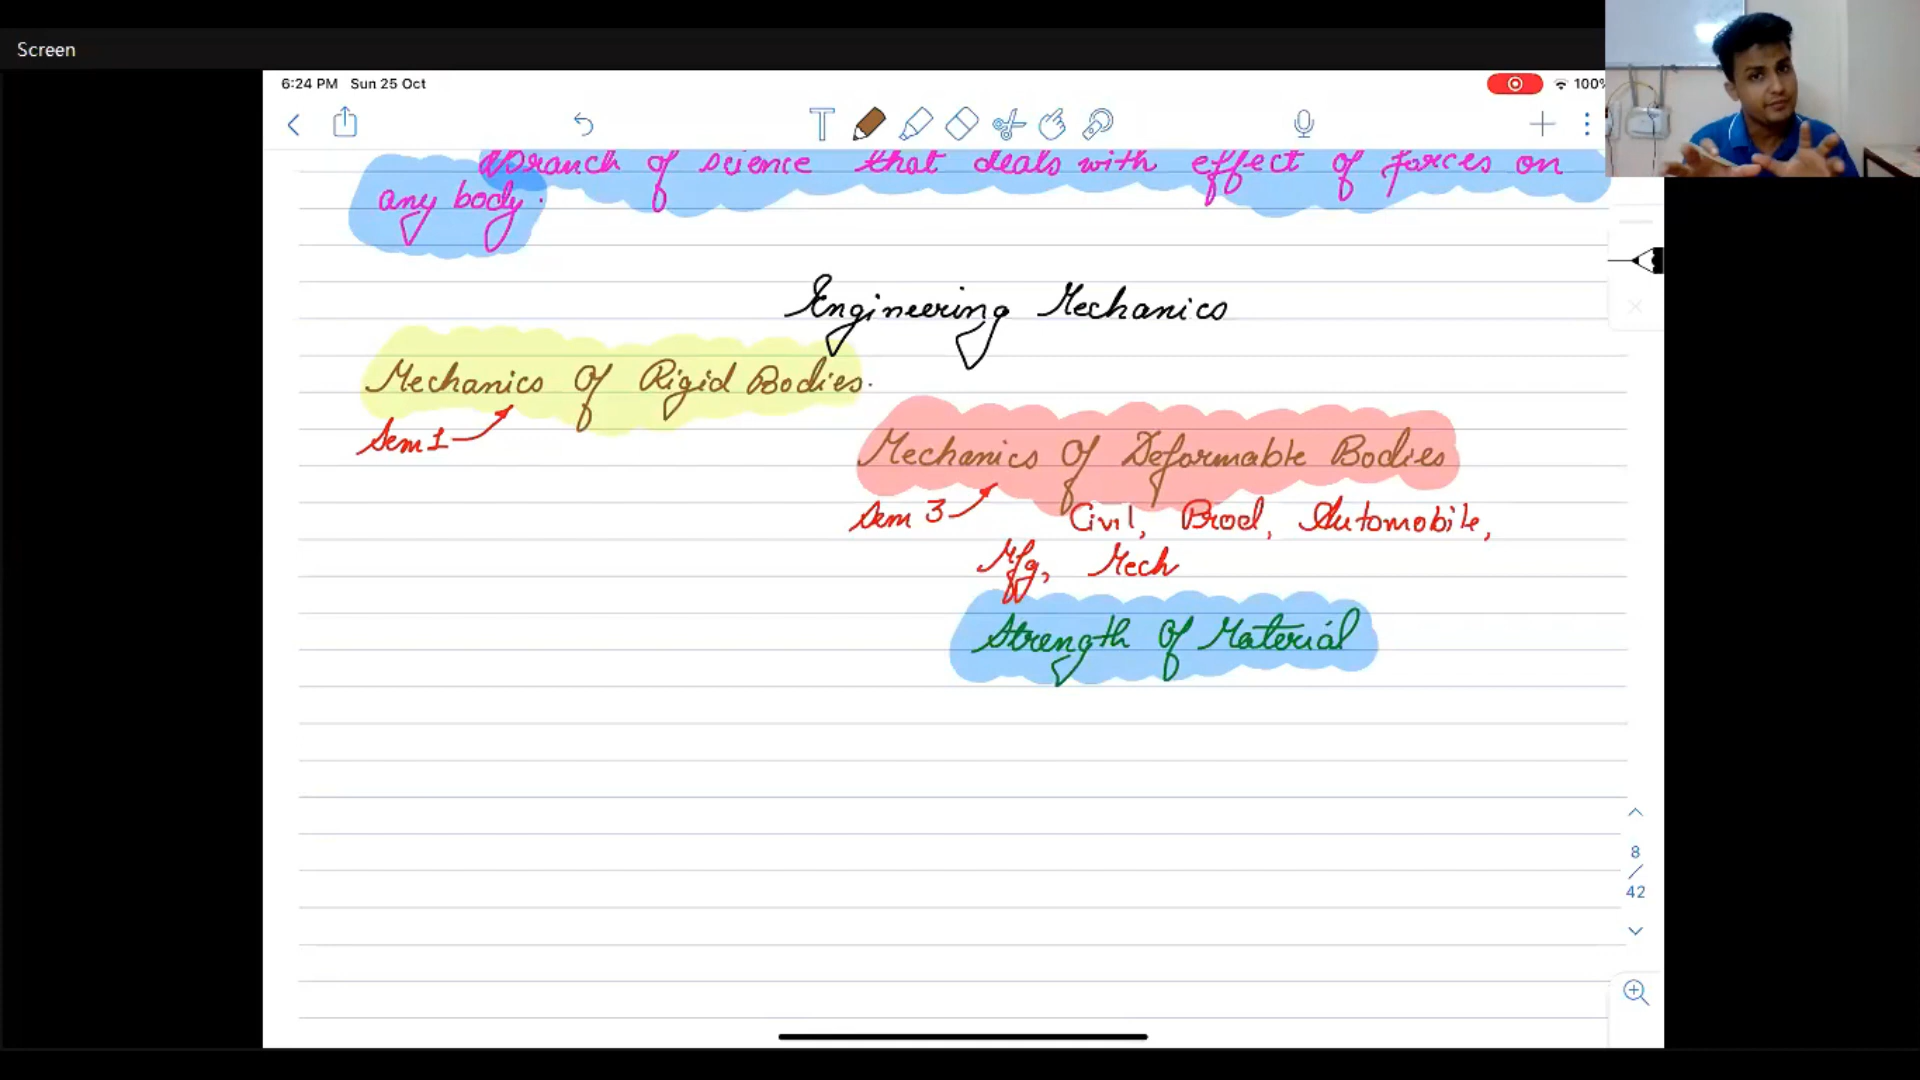 Screen
6:24 PM Sun 25 Oct
100%
Branch of science that deals with effect of forces on
any body.
Engineering Mechanics
Mechanics Of Rigid Bodies.
Sem 1
Mechanics Of Deformable Bodies
Sem 3 Civil, Prod, Automobile,
Mfg, Mech
Strength Of Material
8
/
42